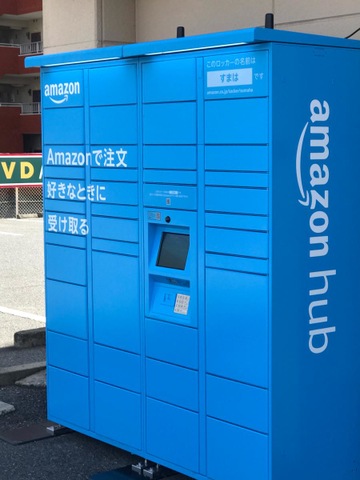 amazon
Amazonで注文
好きなときに
受け取る
このロッカーの名前は
すまは
です
amazon hub
VD